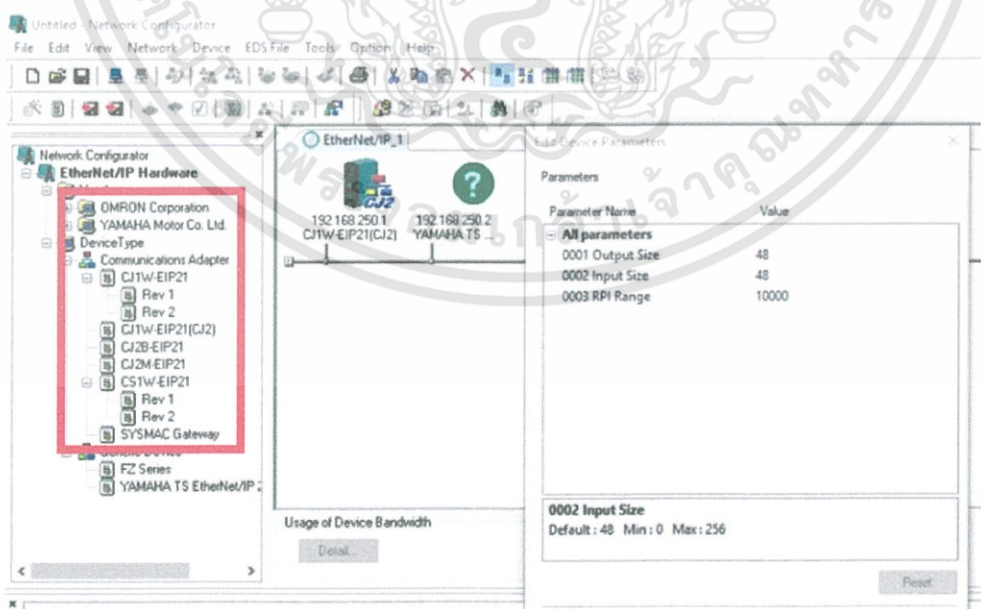 Untitled - Network Configurator
File Edit View Network Device EDS File Tools Option Help
Network Configurator
EtherNet/IP Hardware
OMRON Corporation
YAMAHA Motor Co. Ltd.
DeviceType
Communications Adapter
CJ1W-EIP21
Rev 1
Rev 2
CJ1W-EIP21(CJ2)
CJ2B-EIP21
CJ2M-EIP21
CS1W-EIP21
Rev 1
Rev 2
SYSMAC Gateway
Generic Device
FZ Series
YAMAHA TS EtherNet/IP
EtherNet/IP_1
CJ2
192.168.250.1
CJ1W-EIP21(CJ2)
192.168.250.2
YAMAHA TS ...
Usage of Device Bandwidth
Detail...
Edit Device Parameters
Parameters
Parameter Name Value
All parameters
0001 Output Size 48
0002 Input Size 48
0003 RPI Range 10000
0002 Input Size
Default : 48 Min : 0 Max : 256
Reset